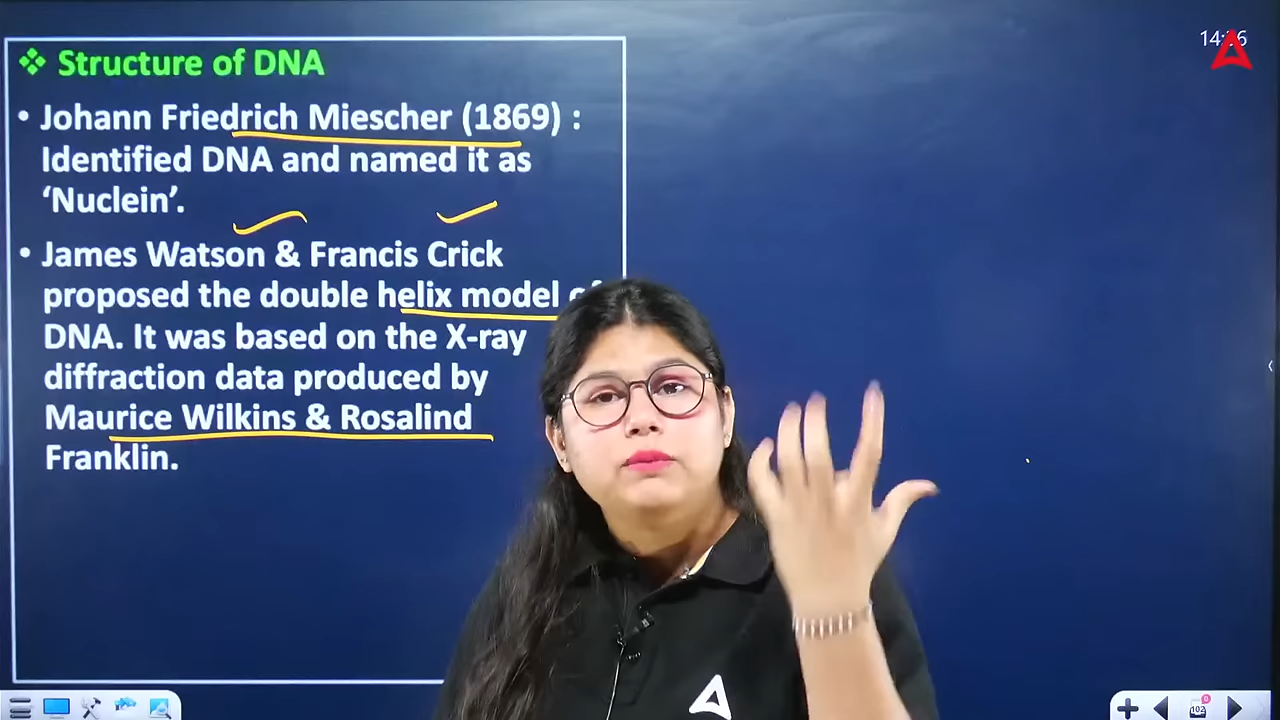 Structure of DNA
• Johann Friedrich Miescher (1869) :
Identified DNA and named it as
‘Nuclein’.
• James Watson & Francis Crick
proposed the double helix model of
DNA. It was based on the X-ray
diffraction data produced by
Maurice Wilkins & Rosalind
Franklin.
102